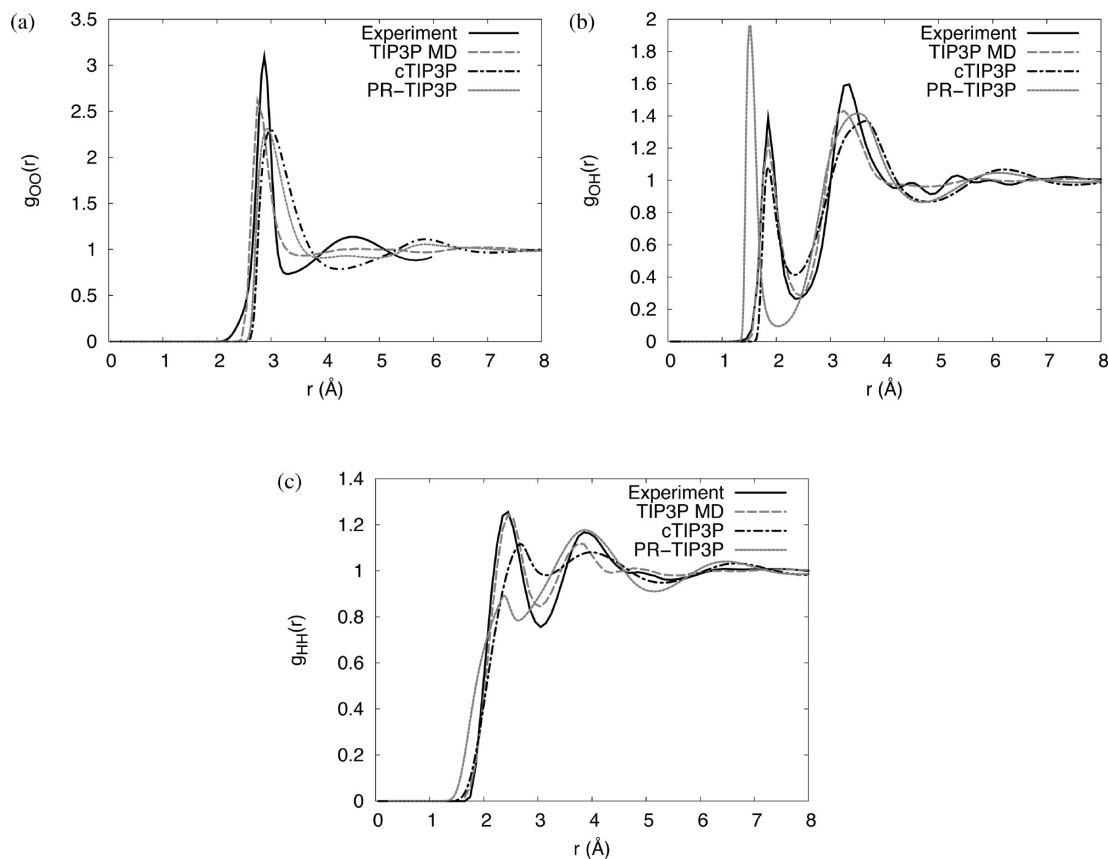 (a)
3.5
3
2.5
2
1.5
1
0.5
0
0 1 2 3 4 5 6 7 8
g_OO(r)
r (Å)
Experiment
TIP3P MD
cTIP3P
PR−TIP3P
(b)
2
1.8
1.6
1.4
1.2
1
0.8
0.6
0.4
0.2
0
0 1 2 3 4 5 6 7 8
g_OH(r)
r (Å)
Experiment
TIP3P MD
cTIP3P
PR−TIP3P
(c)
1.4
1.2
1
0.8
0.6
0.4
0.2
0
0 1 2 3 4 5 6 7 8
g_HH(r)
r (Å)
Experiment
TIP3P MD
cTIP3P
PR−TIP3P